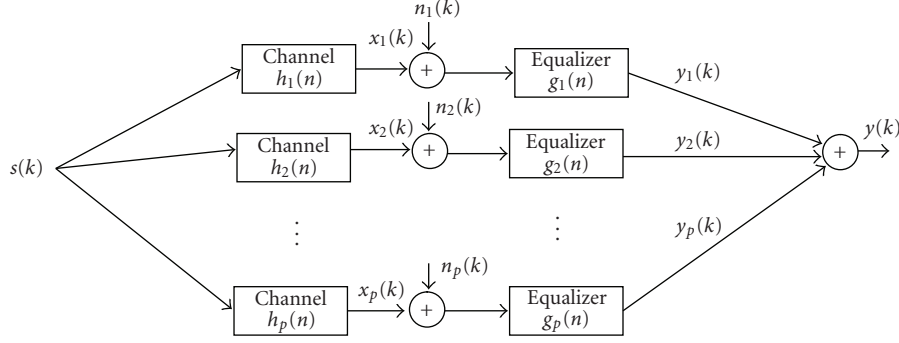 n₁(k)
Channel
h₁(n)
x₁(k)
+
Equalizer
g₁(n)
y₁(k)
n₂(k)
s(k)
Channel
h₂(n)
x₂(k)
+
Equalizer
g₂(n)
y₂(k)
+
y(k)
⋮
⋮
yₚ(k)
nₚ(k)
Channel
hₚ(n)
xₚ(k)
+
Equalizer
gₚ(n)